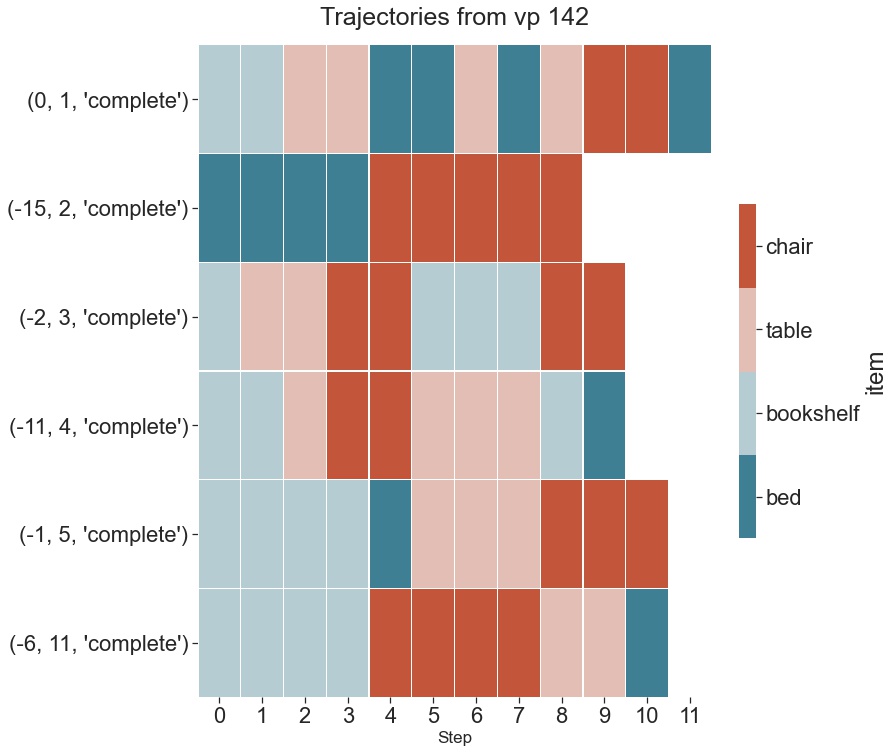 Trajectories from vp 142
(0, 1, 'complete')
(-15, 2, 'complete')
(-2, 3, 'complete')
(-11, 4, 'complete')
(-1, 5, 'complete')
(-6, 11, 'complete')
0 1 2 3 4 5 6 7 8 9 10 11
Step
chair
table
bookshelf
bed
item